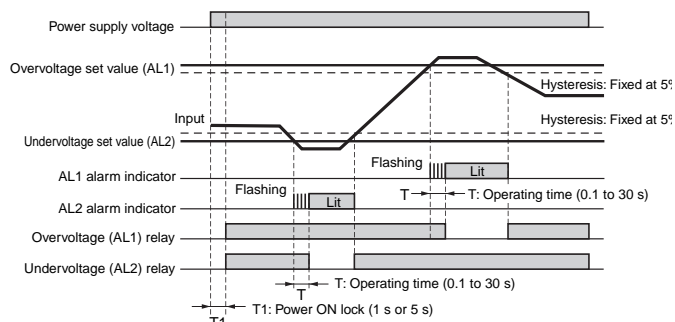 Power supply voltage
Overvoltage set value (AL1)
Hysteresis: Fixed at 5%
Input
Hysteresis: Fixed at 5%
Undervoltage set value (AL2)
Flashing
Lit
AL1 alarm indicator
T
T: Operating time (0.1 to 30 s)
Flashing
Lit
AL2 alarm indicator
Overvoltage (AL1) relay
Undervoltage (AL2) relay
T: Operating time (0.1 to 30 s)
T
T1: Power ON lock (1 s or 5 s)
T1